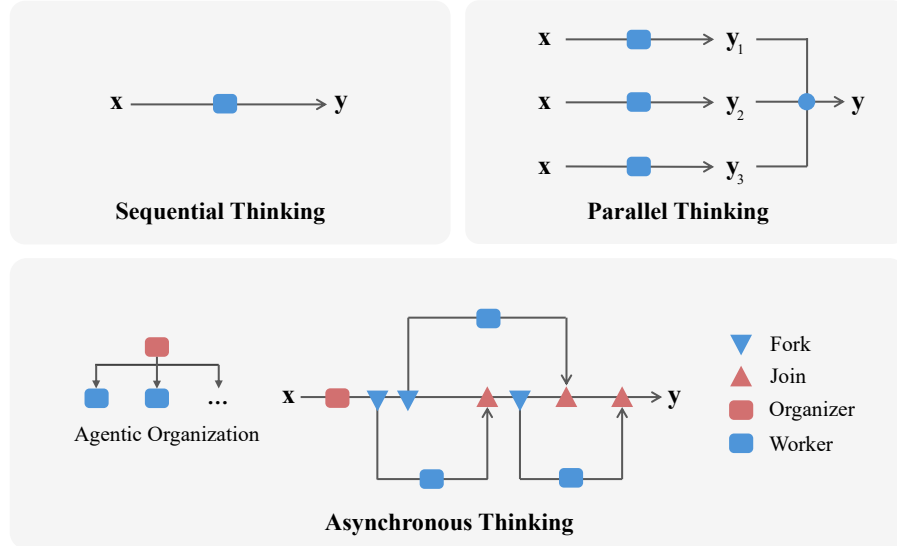 x y
Sequential Thinking
x y1
x y2 y
x y3
Parallel Thinking
...
Agentic Organization
x y
Fork
Join
Organizer
Worker
Asynchronous Thinking